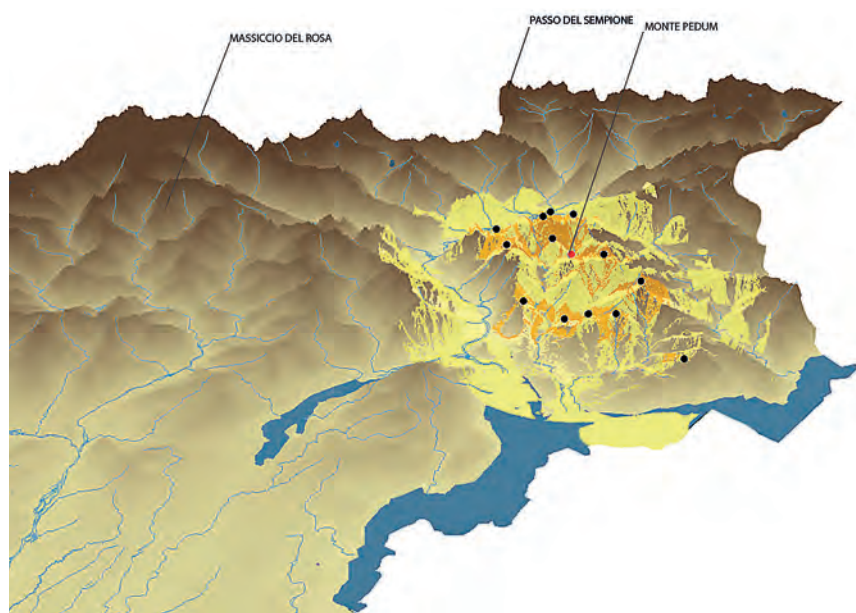 MASSICCIO DEL ROSA
PASSO DEL SEMPIONE
MONTE PEDUM